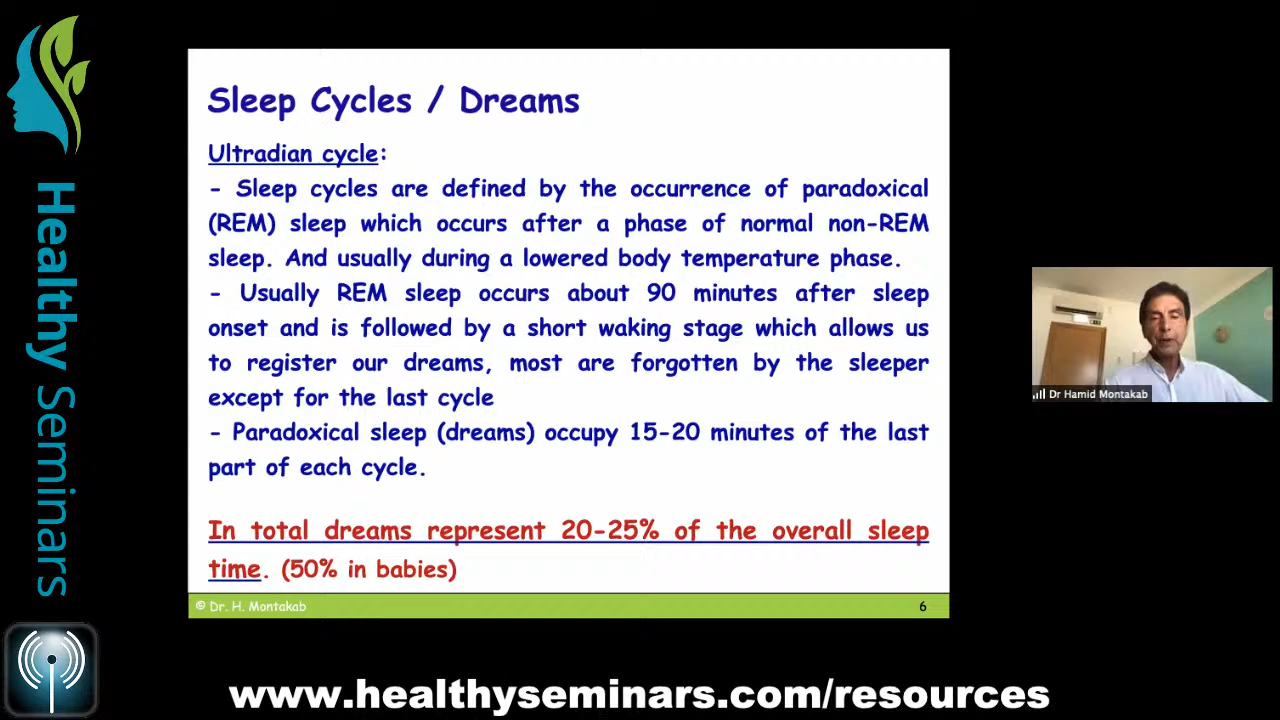 Healthy Seminars
Sleep Cycles / Dreams
Ultradian cycle:
- Sleep cycles are defined by the occurrence of paradoxical
(REM) sleep which occurs after a phase of normal non-REM
sleep. And usually during a lowered body temperature phase.
- Usually REM sleep occurs about 90 minutes after sleep
onset and is followed by a short waking stage which allows us
to register our dreams, most are forgotten by the sleeper
except for the last cycle
- Paradoxical sleep (dreams) occupy 15-20 minutes of the last
part of each cycle.
In total dreams represent 20-25% of the overall sleep
time. (50% in babies)
© Dr. H. Montakab
6
Dr Hamid Montakab
www.healthyseminars.com/resources